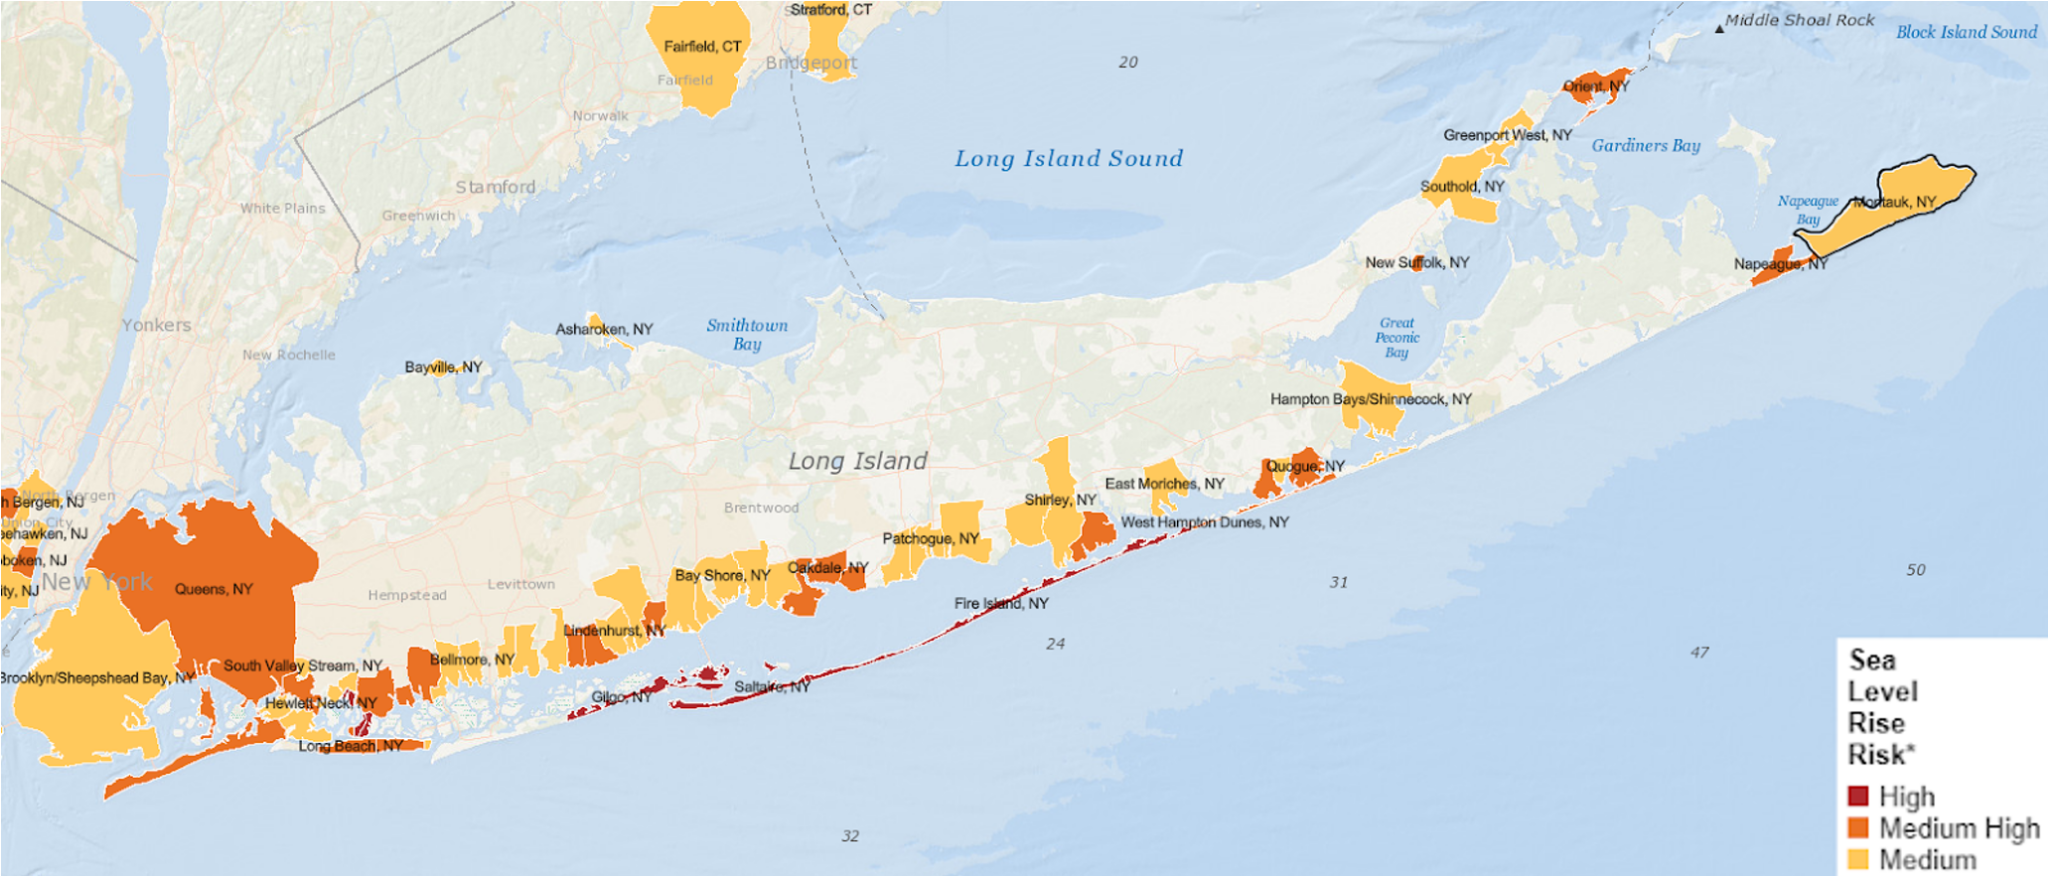 Stratford, CT
Middle Shoal Rock
Block Island Sound
Fairfield, CT
Bridgeport
20
Fairfield
Orient, NY
Norwalk
Greenport West, NY
Gardiners Bay
Long Island Sound
Stamford
Southold, NY
White Plains
Greenwich
Napeague
Bay
Montauk, NY
New Suffolk, NY
Napeague, NY
Yonkers
Asharoken, NY
Smithtown
Bay
Great
Peconic
Bay
New Rochelle
Bayville, NY
Hampton Bays/Shinnecock, NY
Long Island
Quogue, NY
East Moriches, NY
North Bergen
h Bergen, NJ
Shirley, NY
Brentwood
Union City
West Hampton Dunes, NY
eehawken, NJ
Patchogue, NY
boken, NJ
Oakdale, NY
Bay Shore, NY
50
New York
31
Levittown
Queens, NY
ity, NJ
Hempstead
Fire Island, NY
Lindenhurst, NY
24
47
Bellmore, NY
South Valley Stream, NY
Brooklyn/Sheepshead Bay, NY
Saltaire, NY
Gilgo, NY
Hewlett Neck, NY
Long Beach, NY
32
Sea
Level
Rise
Risk*
High
Medium High
Medium